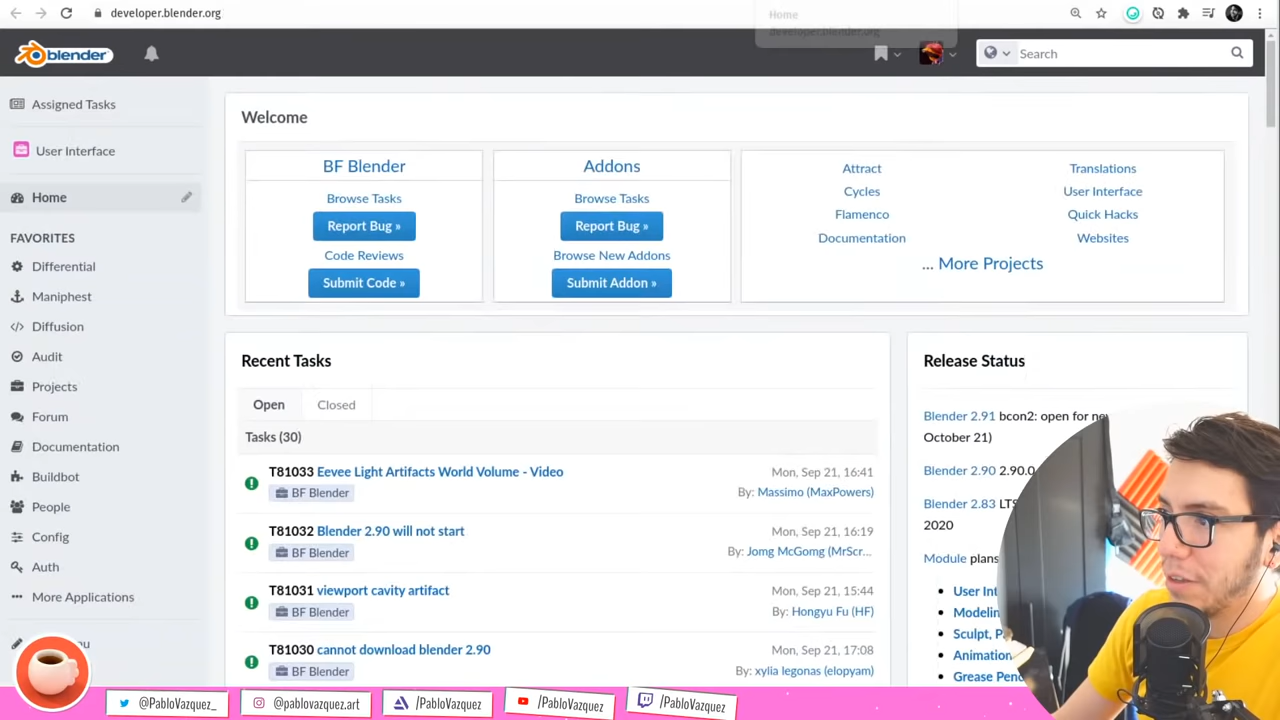 developer.blender.org
Home
developer.blender.org
blender
Search
Assigned Tasks
User Interface
Home
FAVORITES
Differential
Maniphest
Diffusion
Audit
Projects
Forum
Documentation
Buildbot
People
Config
Auth
More Applications
Welcome
BF Blender
Browse Tasks
Report Bug »
Code Reviews
Submit Code »
Addons
Browse Tasks
Report Bug »
Browse New Addons
Submit Addon »
Attract
Translations
Cycles
User Interface
Flamenco
Quick Hacks
Documentation
Websites
... More Projects
Recent Tasks
Open
Closed
Tasks (30)
T81033 Eevee Light Artifacts World Volume - Video
Mon, Sep 21, 16:41
BF Blender
By: Massimo (MaxPowers)
T81032 Blender 2.90 will not start
Mon, Sep 21, 16:19
BF Blender
By: Jomg McGomg (MrScr...
T81031 viewport cavity artifact
Mon, Sep 21, 15:44
BF Blender
By: Hongyu Fu (HF)
T81030 cannot download blender 2.90
Mon, Sep 21, 17:08
BF Blender
By: xylia legonas (elopyam)
Release Status
Blender 2.91 bcon2: open for
October 21)
Blender 2.90 2.90.0
Blender 2.83 LTS
2020
Module plans
User
Modeling
Sculpt,
Animation
Grease
@PabloVazquez_
@pablovazquez.art
/PabloVazquez
/PabloVazquez
/PabloVazquez